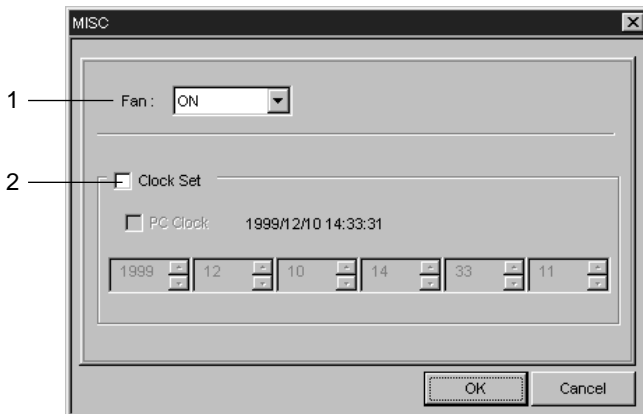 MISC
1
Fan : ON
2
Clock Set
PC Clock 1999/12/10 14:33:31
1999 12 10 14 33 11
OK Cancel